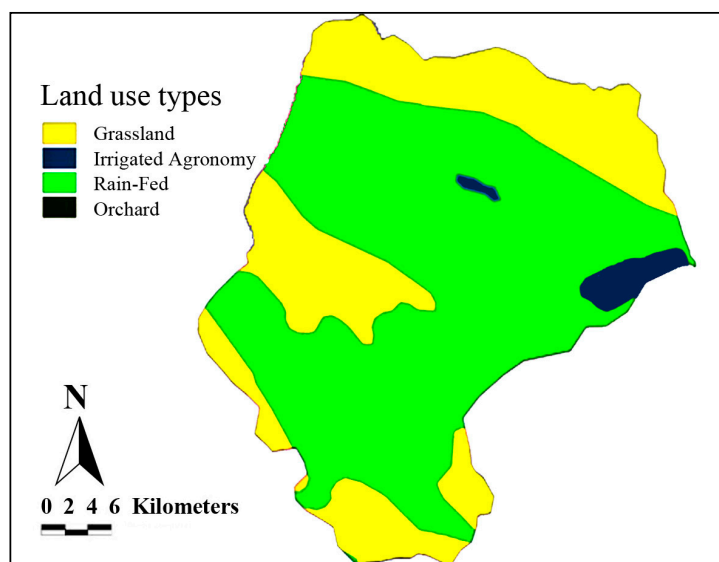 Land use types
Grassland
Irrigated Agronomy
Rain-Fed
Orchard
N
0 2 4 6 Kilometers